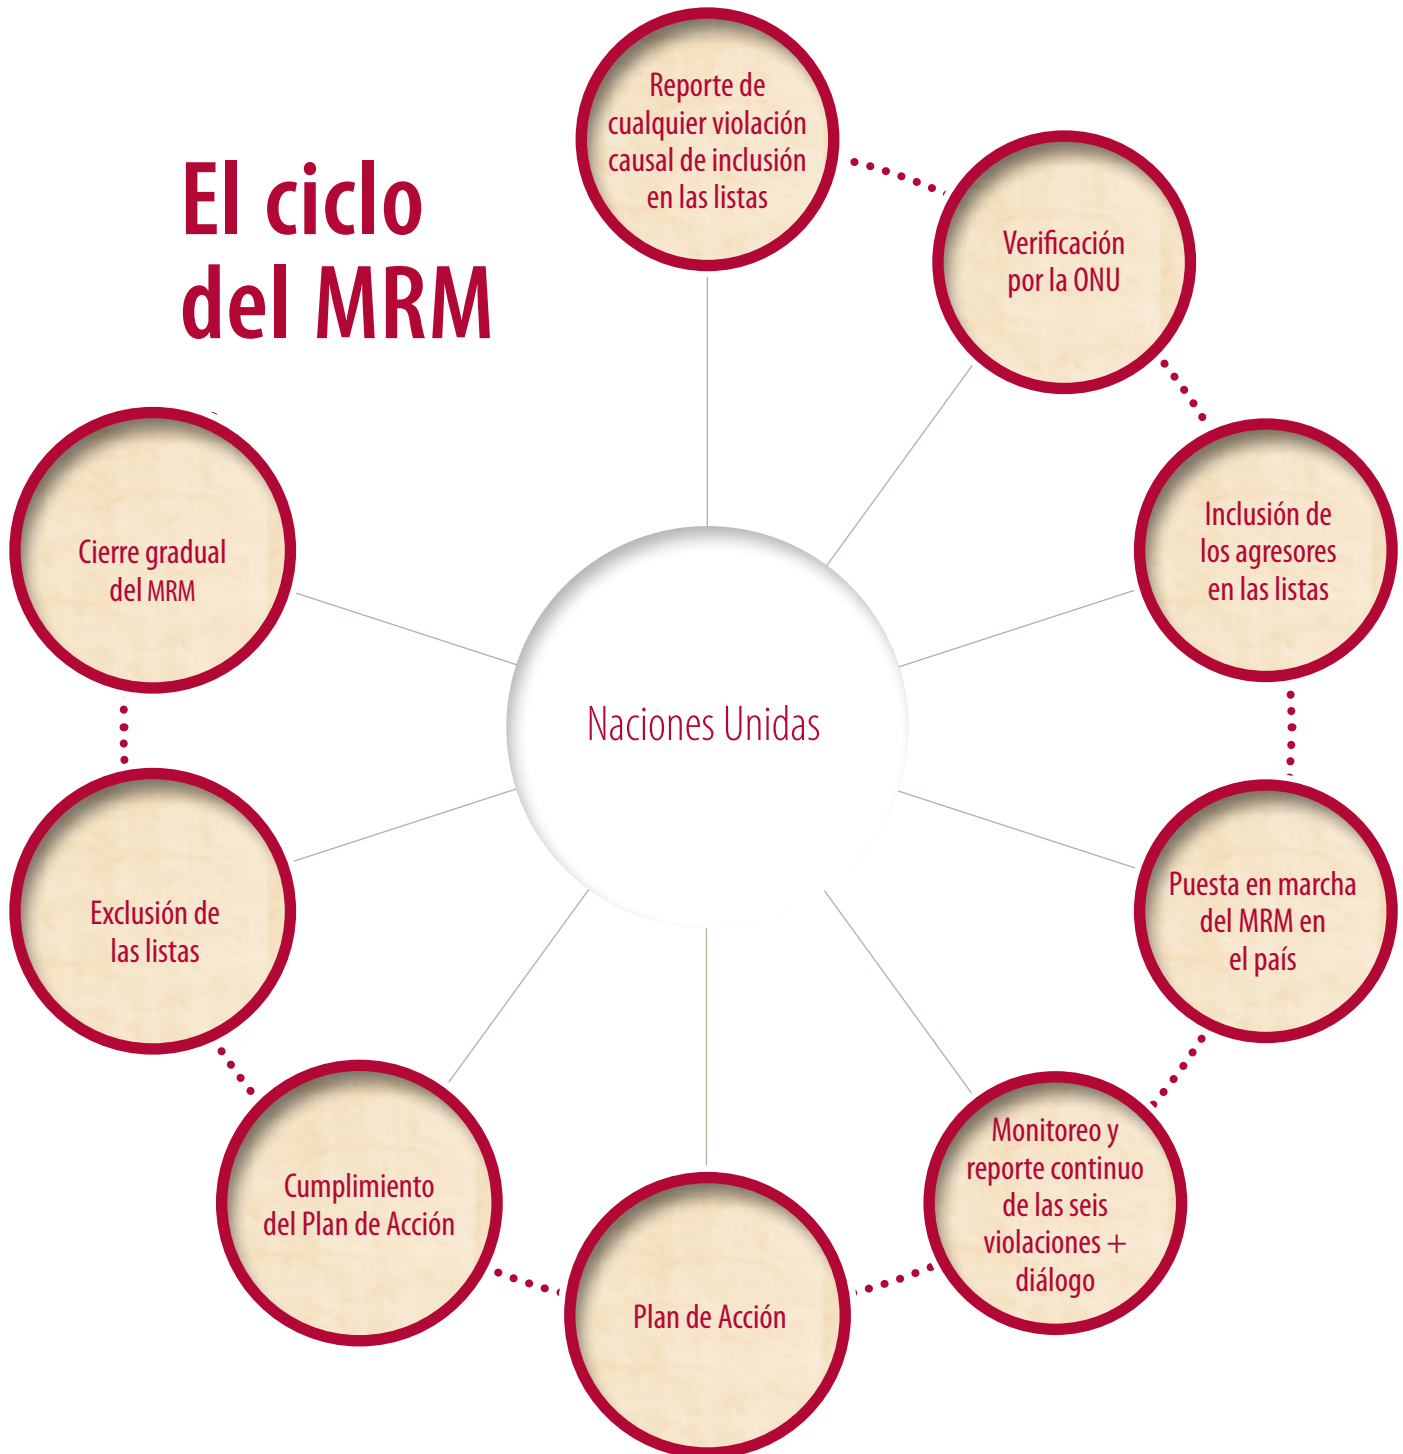 El ciclo
del MRM
Reporte de
cualquier violación
causal de inclusión
en las listas
Verificación
por la ONU
Inclusión de
los agresores
en las listas
Puesta en marcha
del MRM en
el país
Monitoreo y
reporte continuo
de las seis
violaciones +
diálogo
Plan de Acción
Cumplimiento
del Plan de Acción
Exclusión de
las listas
Cierre gradual
del MRM
Naciones Unidas